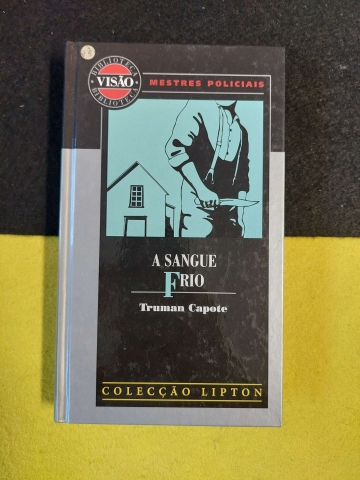 BIBLIOTECA
VISÃO
BIBLIOTECA
MESTRES POLICIAIS
A SANGUE
FRIO
Truman Capote
COLECÇÃO LIPTON